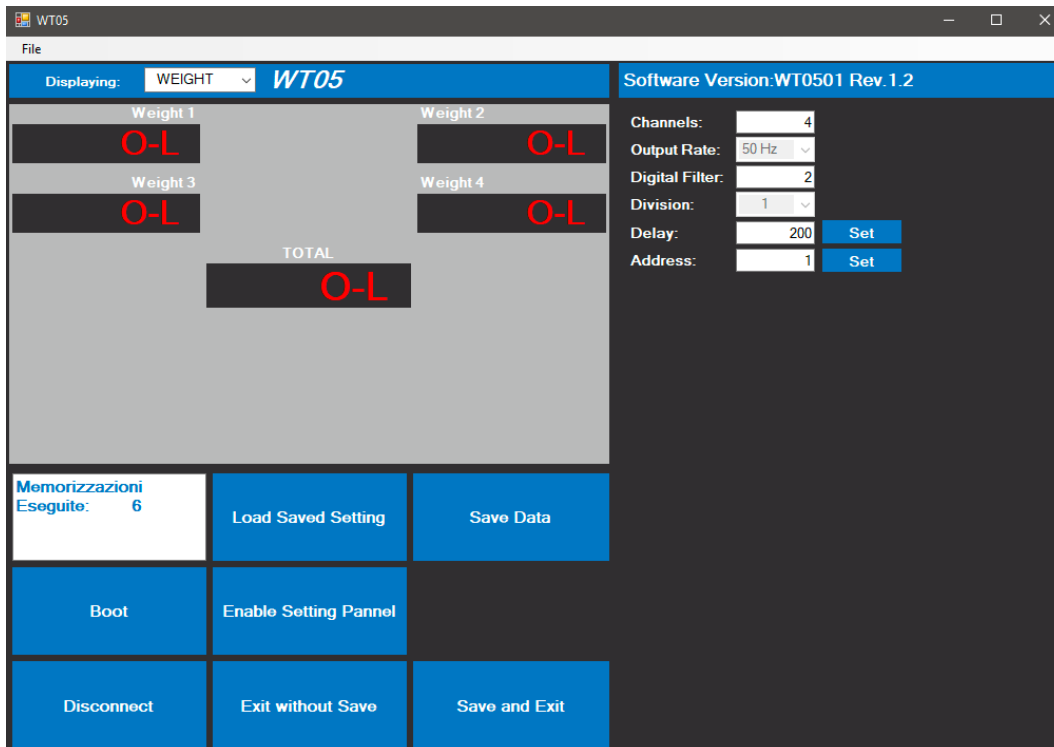 WT05
File
Displaying: WEIGHT WT05
Software Version:WT0501 Rev.1.2
Weight 1 Weight 2
O-L O-L
Weight 3 Weight 4
O-L O-L
TOTAL
O-L
Channels: 4
Output Rate: 50 Hz
Digital Filter: 2
Division: 1
Delay: 200 Set
Address: 1 Set
Memorizzazioni
Eseguite: 6
Load Saved Setting
Save Data
Boot
Enable Setting Pannel
Disconnect
Exit without Save
Save and Exit